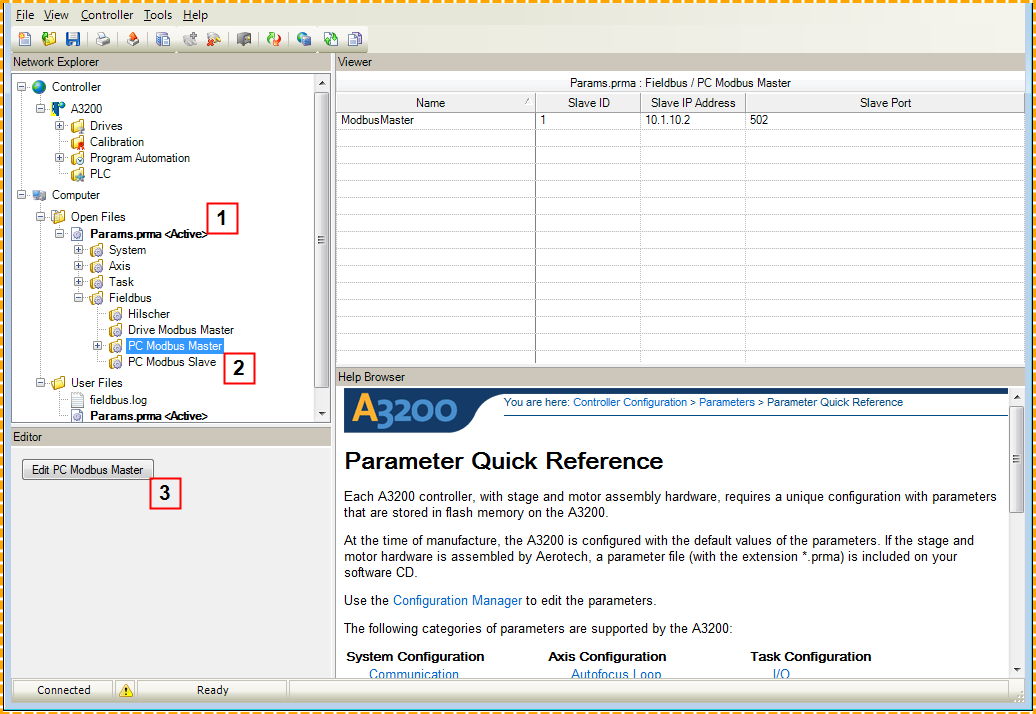 File View Controller Tools Help
Network Explorer
Controller
A3200
Drives
Calibration
Program Automation
PLC
Computer
Open Files
1
Params.prma <Active>
System
Axis
Task
Fieldbus
Hilscher
Drive Modbus Master
PC Modbus Master
PC Modbus Slave
2
User Files
fieldbus.log
Params.prma <Active>
Editor
Edit PC Modbus Master
3
Viewer
Params.prma : Fieldbus / PC Modbus Master
Name Slave ID Slave IP Address Slave Port
ModbusMaster 1 10.1.10.2 502
Help Browser
A3200
You are here: Controller Configuration > Parameters > Parameter Quick Reference
Parameter Quick Reference
Each A3200 controller, with stage and motor assembly hardware, requires a unique configuration with parameters
that are stored in flash memory on the A3200.
At the time of manufacture, the A3200 is configured with the default values of the parameters. If the stage and
motor hardware is assembled by Aerotech, a parameter file (with the extension *.prma) is included on your
software CD.
Use the Configuration Manager to edit the parameters.
The following categories of parameters are supported by the A3200:
System Configuration Axis Configuration Task Configuration
Communication Autofocus Loop I/O
Connected Ready